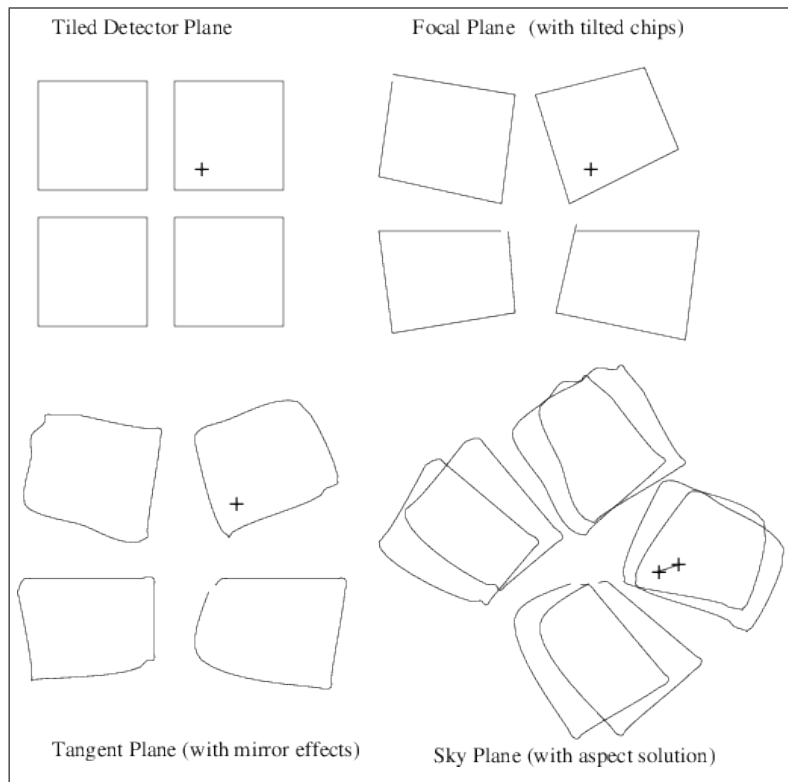 Tiled Detector Plane
Focal Plane (with tilted chips)
Tangent Plane (with mirror effects)
Sky Plane (with aspect solution)